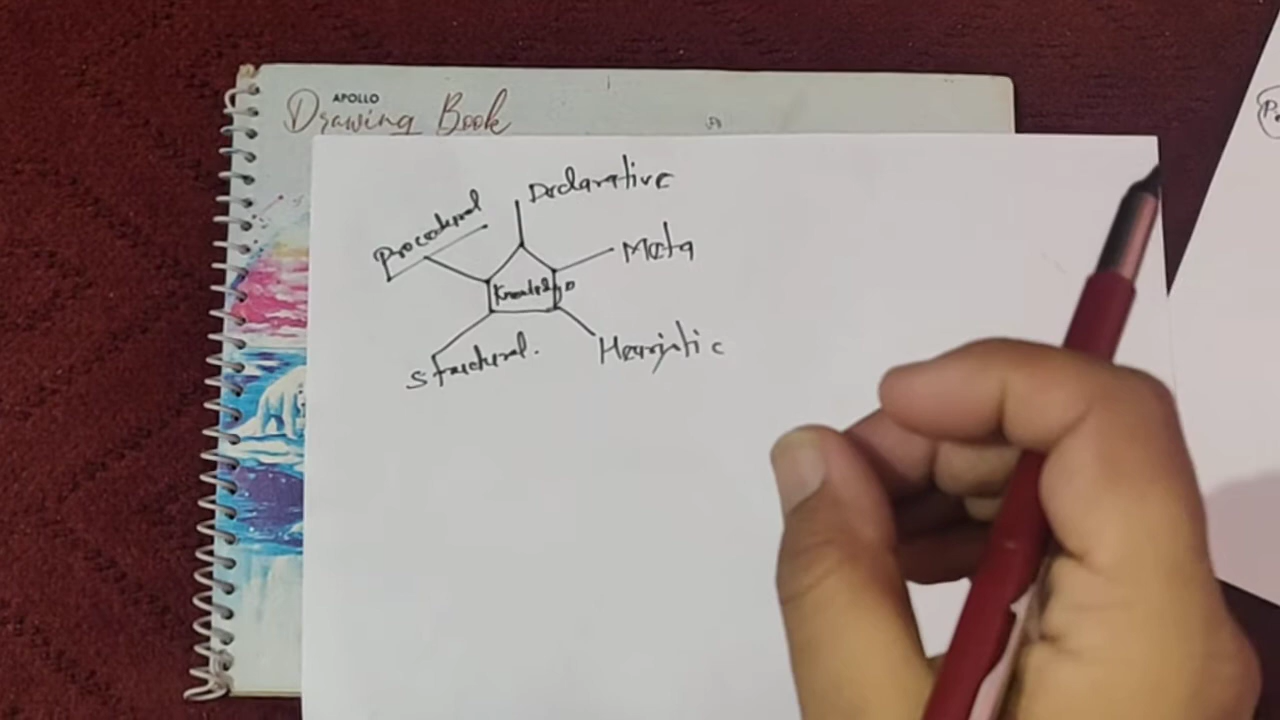 APOLLO
Drawing Book
Declarative
Procedural
Meta
Knowledge
Structural.
Heuristic